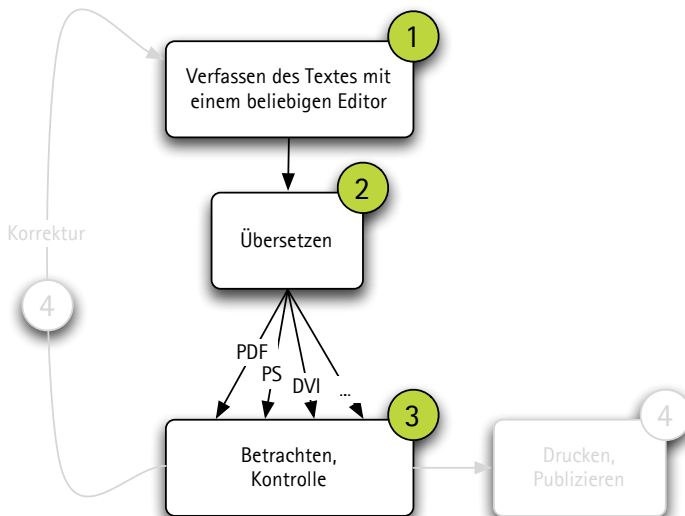 1
Verfassen des Textes mit
einem beliebigen Editor
2
Übersetzen
Korrektur
4
PDF
PS
DVI
...
3
Betrachten,
Kontrolle
4
Drucken,
Publizieren